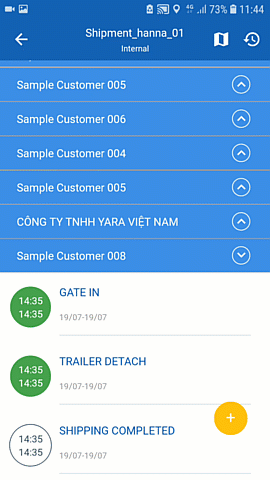 4G 73% 11:44
Shipment_hanna_01
Internal
Sample Customer 005
Sample Customer 006
Sample Customer 004
Sample Customer 005
CÔNG TY TNHH YARA VIỆT NAM
Sample Customer 008
14:35
14:35
GATE IN
19/07-19/07
14:35
14:35
TRAILER DETACH
19/07-19/07
+
14:35
14:35
SHIPPING COMPLETED
19/07-19/07